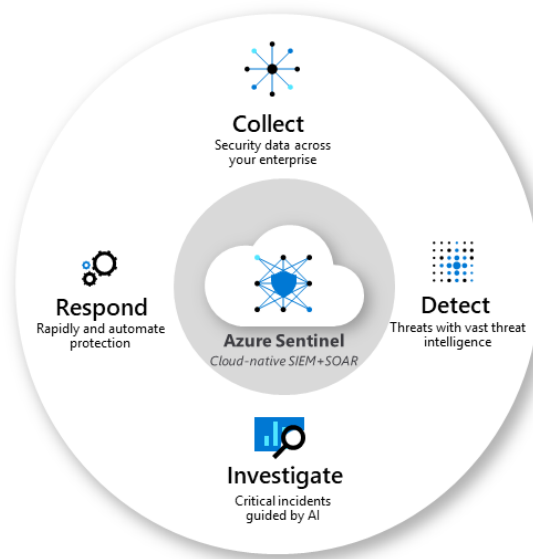 Collect
Security data across
your enterprise
Respond
Rapidly and automate
protection
Azure Sentinel
Cloud-native SIEM+SOAR
Detect
Threats with vast threat
intelligence
Investigate
Critical incidents
guided by AI